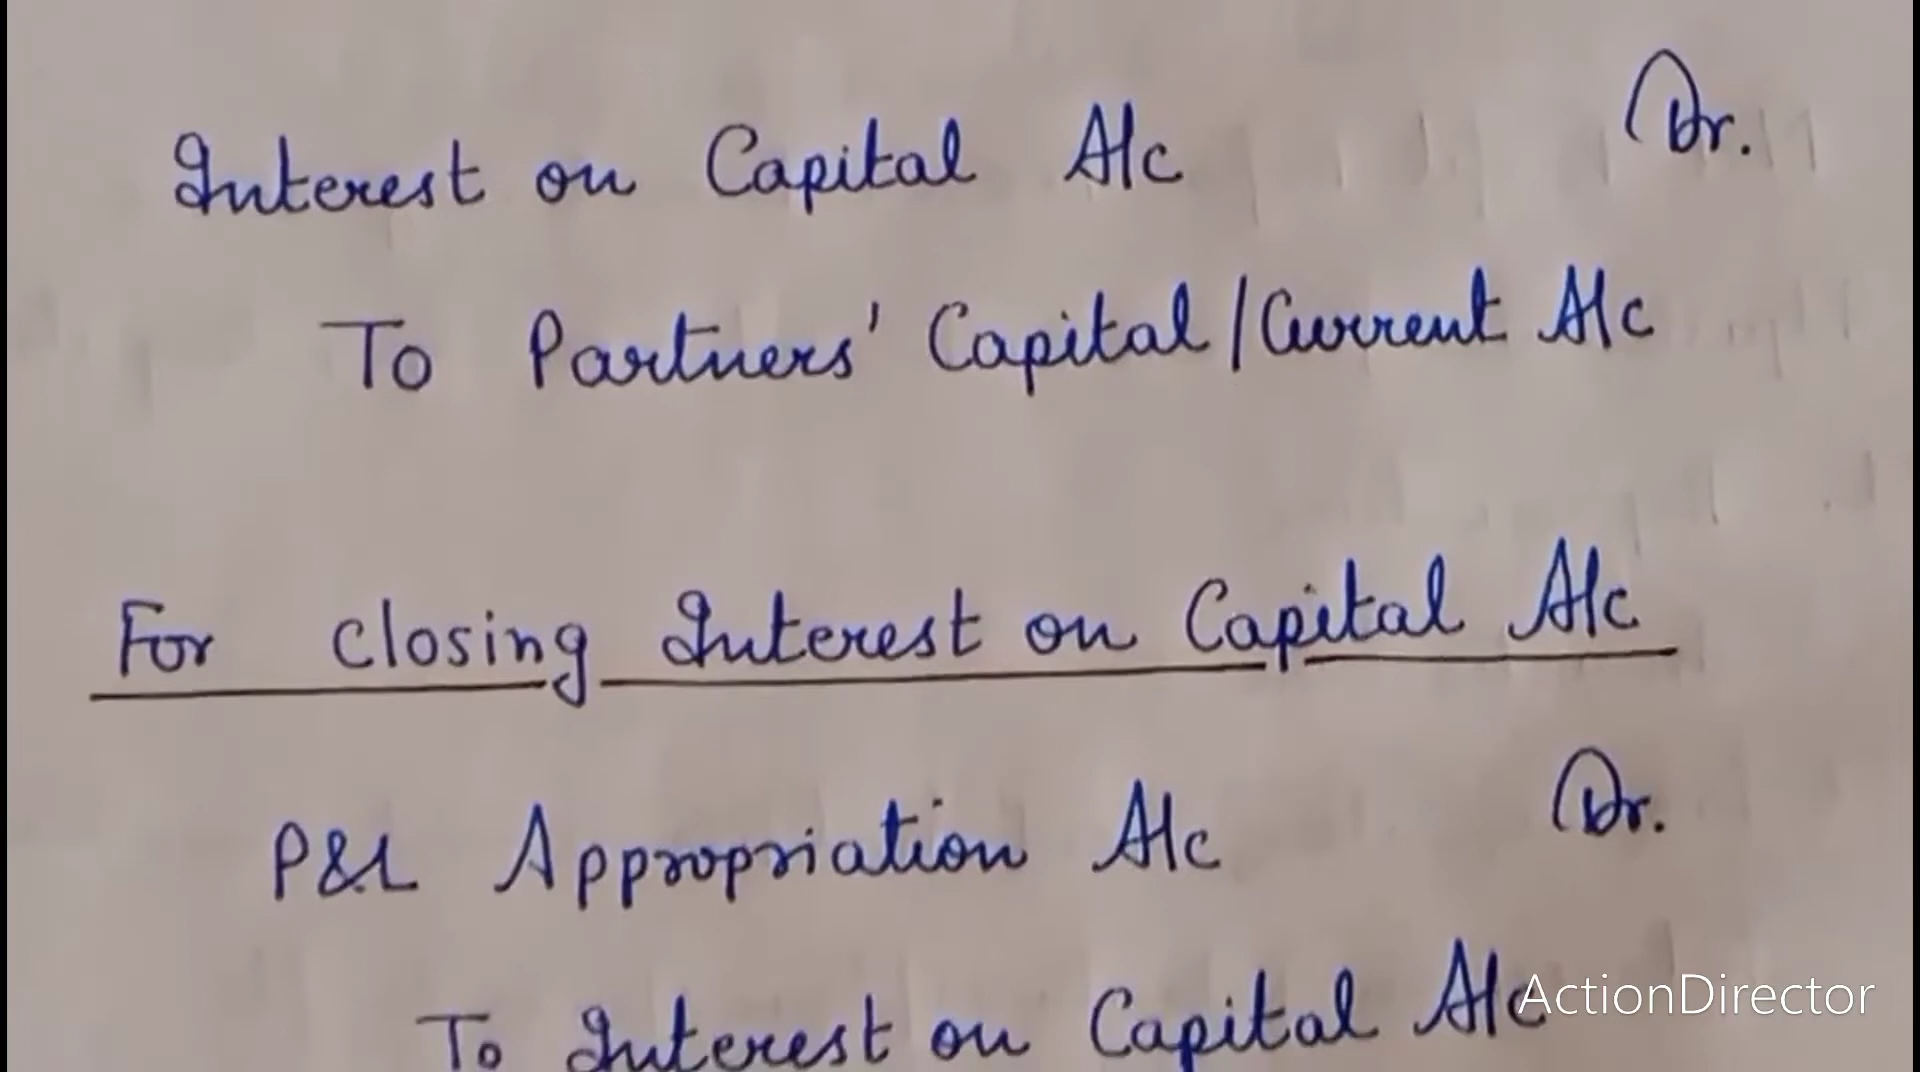 Interest on Capital A/c Dr.
To Partners' Capital/Current A/c
For closing Interest on Capital A/c
P&L Appropriation A/c Dr.
To Interest on Capital A/c
ActionDirector